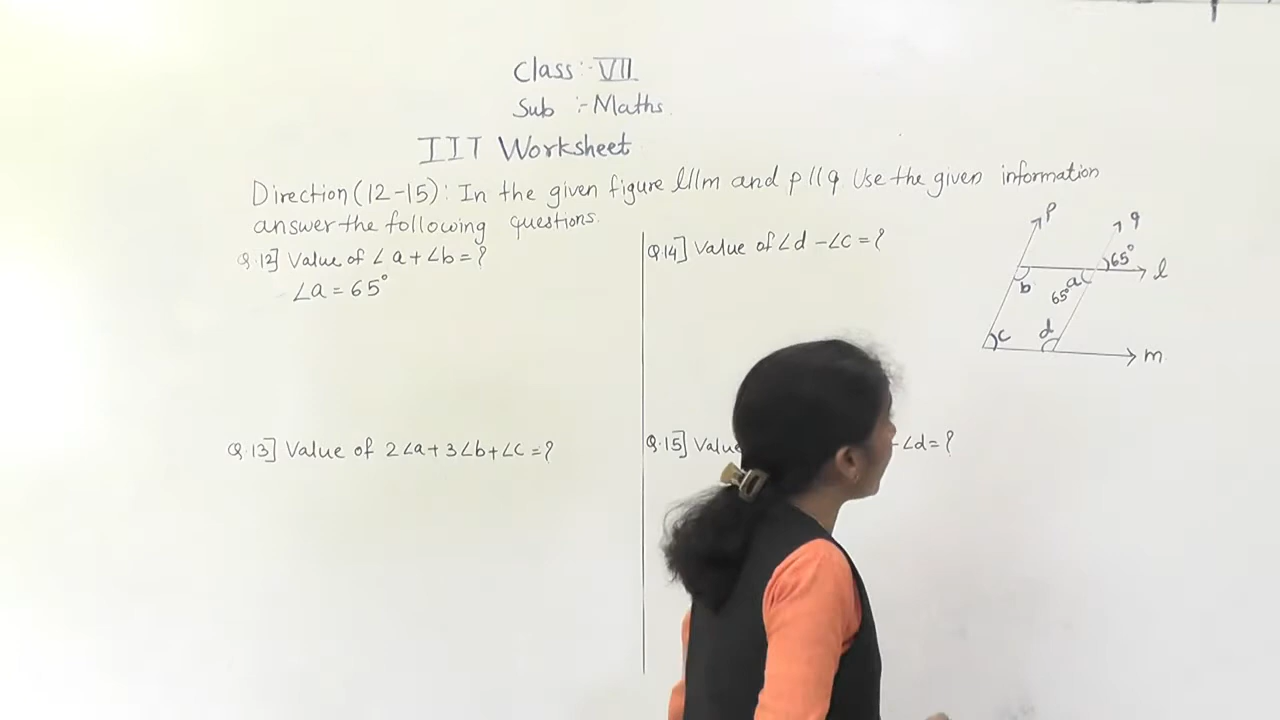 Class:- VII
Sub :- Maths.
IIT Worksheet
Direction (12-15): In the given figure l||m and p||q. Use the given information
answer the following questions.
Q.12] Value of ∠a+∠b=?
∠a = 65°
Q.14] Value of ∠d -∠c=?
p
q
65°
l
b
a
65°
c
d
m
Q.13] Value of 2∠a+3∠b+∠c=?
Q.15] ∠d=?